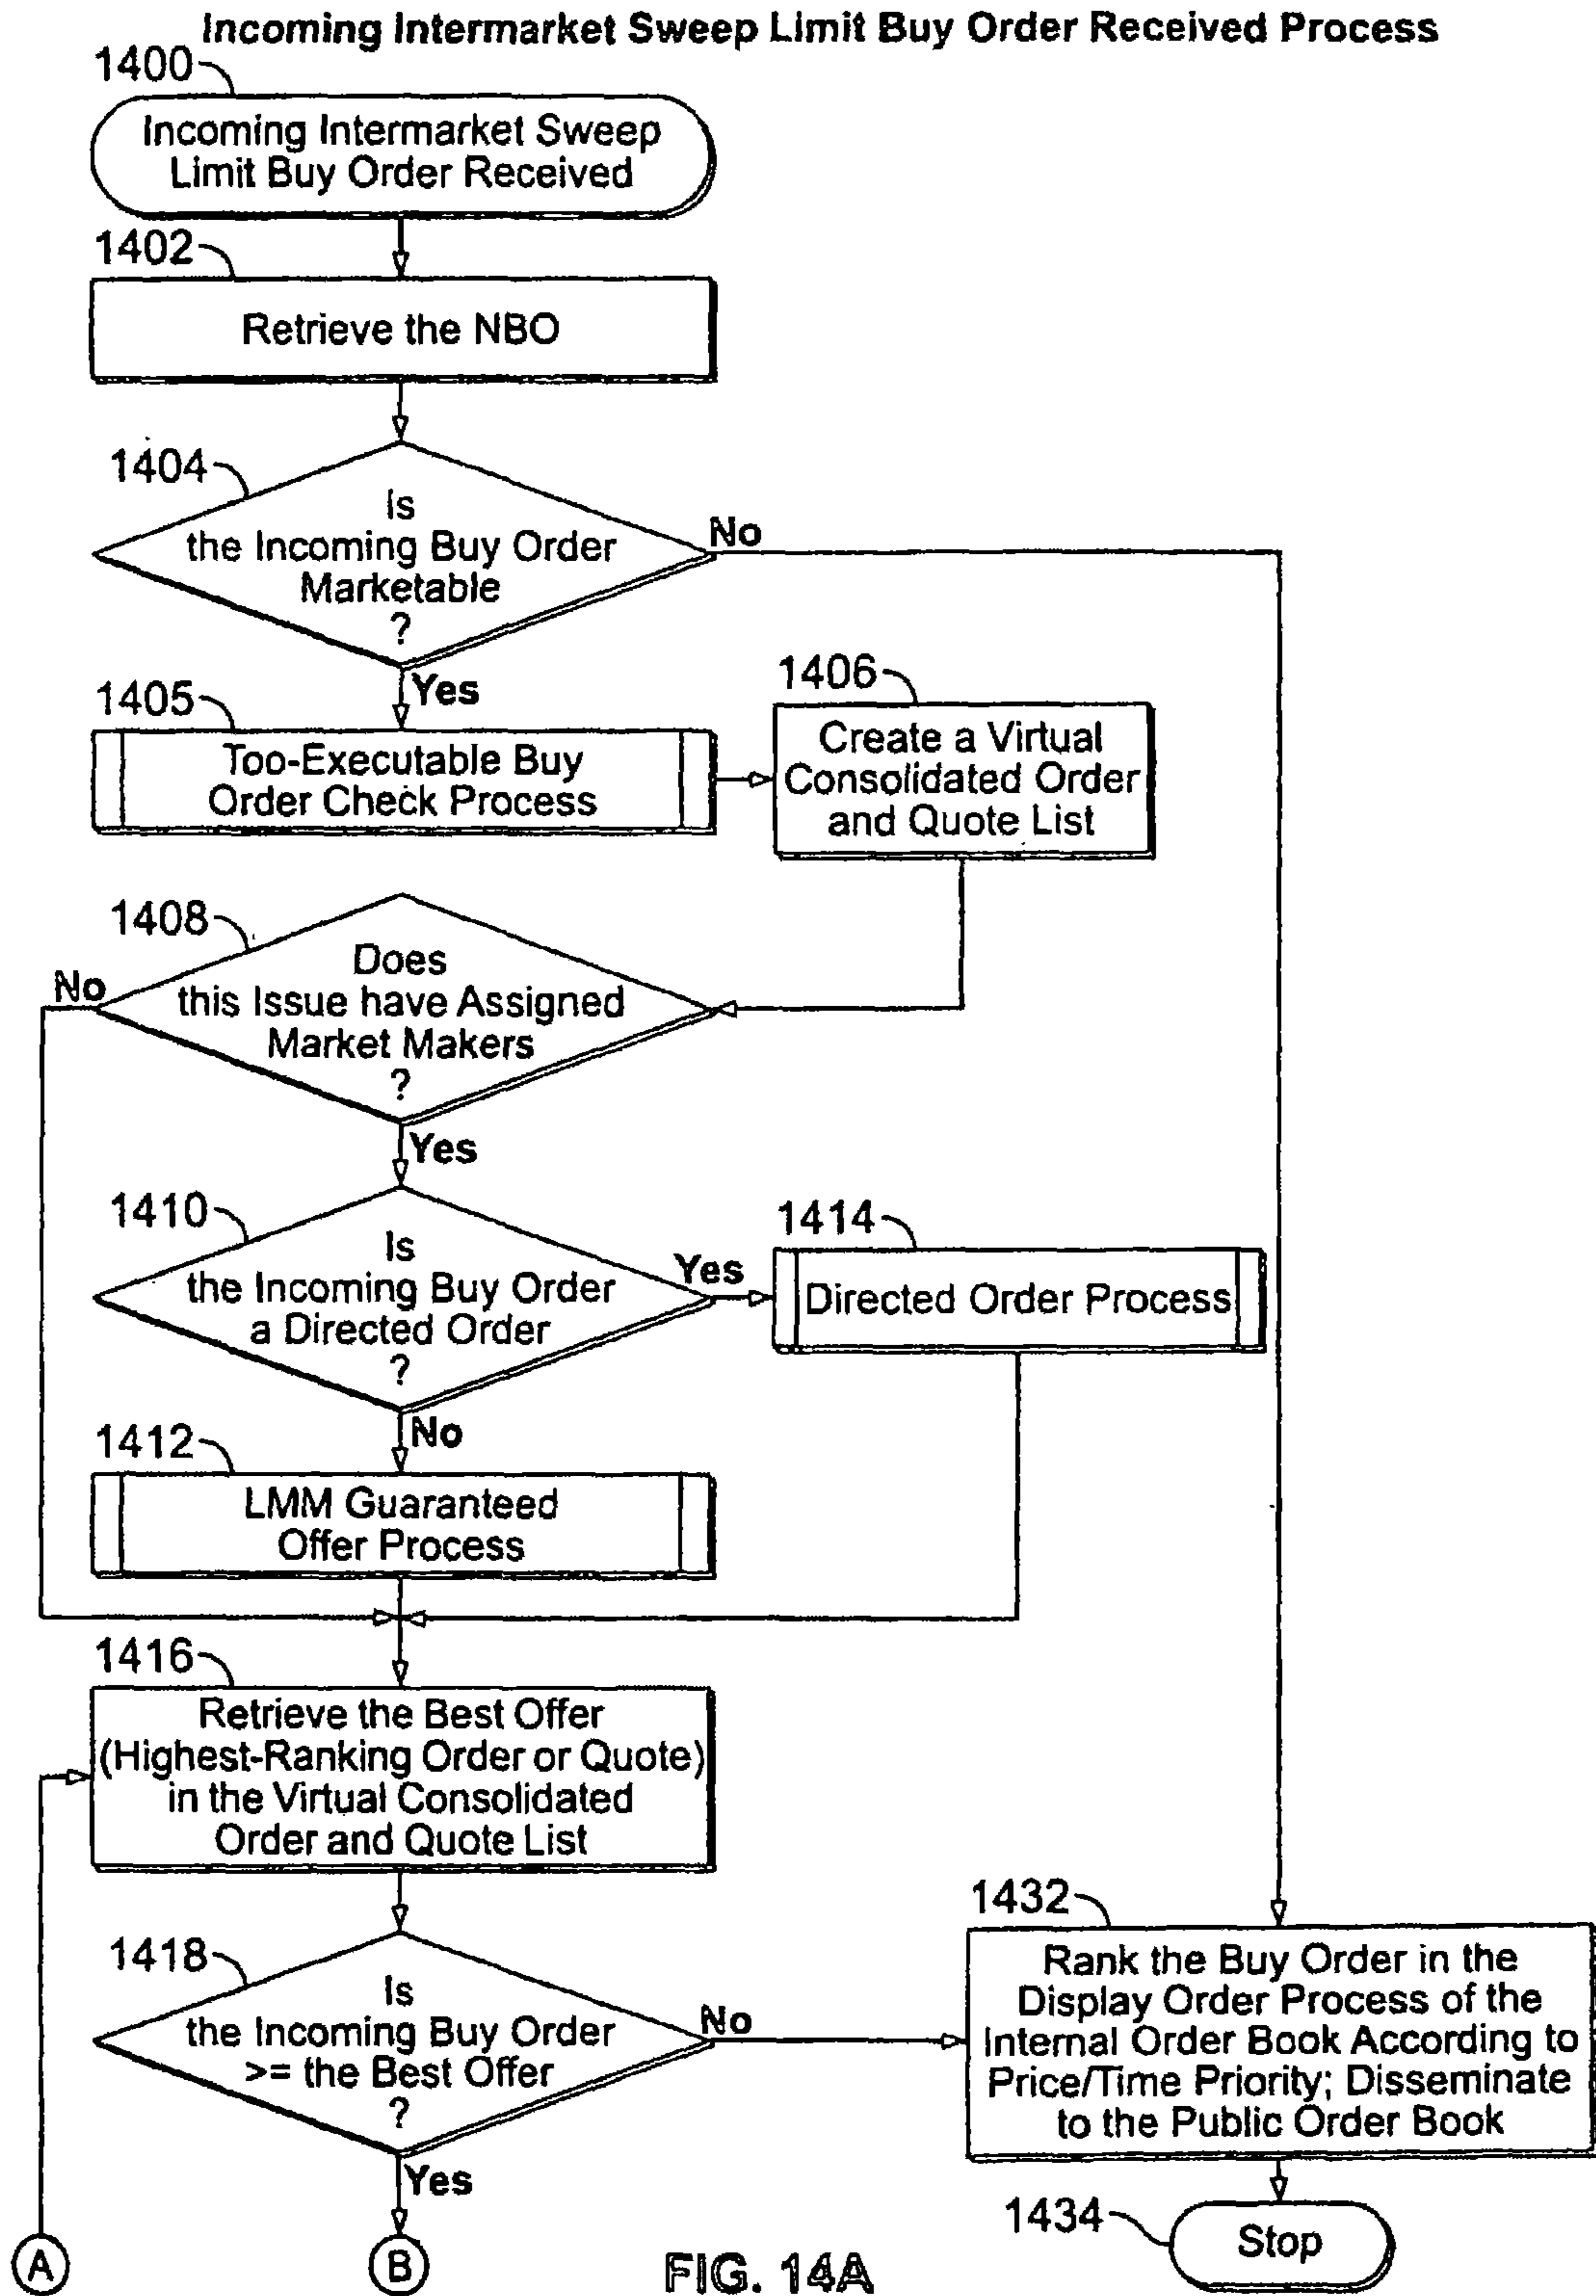 Incoming Intermarket Sweep Limit Buy Order Received Process
1400
Incoming Intermarket Sweep
Limit Buy Order Received
1402
Retrieve the NBO
1404
Is
the Incoming Buy Order
Marketable
?
No
Yes
1405
Too-Executable Buy
Order Check Process
1406
Create a Virtual
Consolidated Order
and Quote List
1408
Does
this Issue have Assigned
Market Makers
?
No
Yes
1410
Is
the Incoming Buy Order
a Directed Order
?
Yes
1414
Directed Order Process
No
1412
LMM Guaranteed
Offer Process
1416
Retrieve the Best Offer
(Highest-Ranking Order or Quote)
in the Virtual Consolidated
Order and Quote List
1418
Is
the Incoming Buy Order
>= the Best Offer
?
No
Yes
1432
Rank the Buy Order in the
Display Order Process of the
Internal Order Book According to
Price/Time Priority; Disseminate
to the Public Order Book
1434
Stop
A
B
FIG. 14A